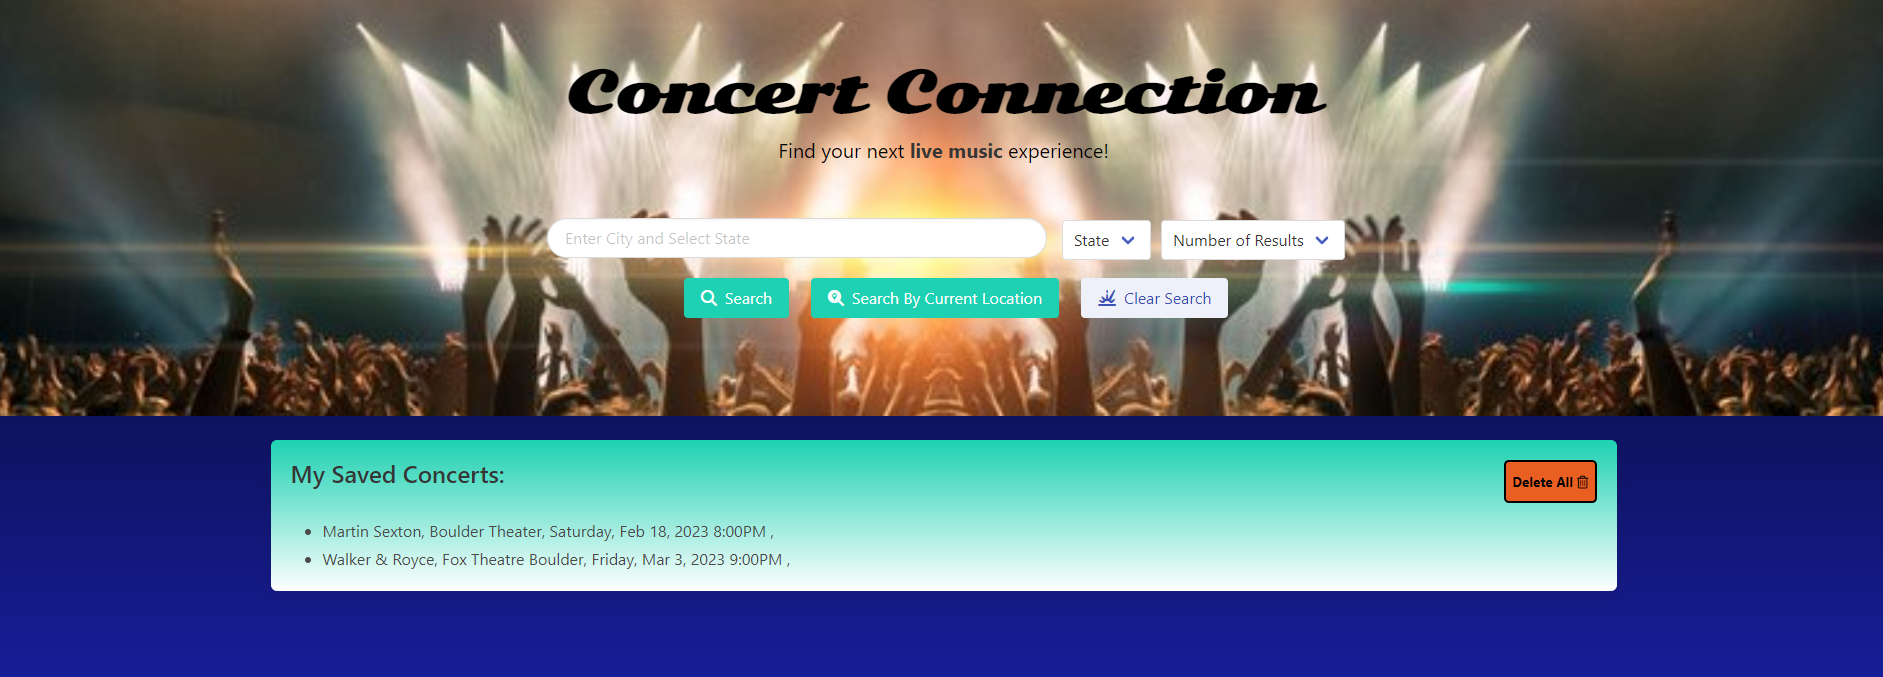 Concert Connection
Find your next live music experience!
Enter City and Select State
State
Number of Results
Search
Search By Current Location
Clear Search
My Saved Concerts:
Delete All
Martin Sexton, Boulder Theater, Saturday, Feb 18, 2023 8:00PM ,
Walker & Royce, Fox Theatre Boulder, Friday, Mar 3, 2023 9:00PM ,